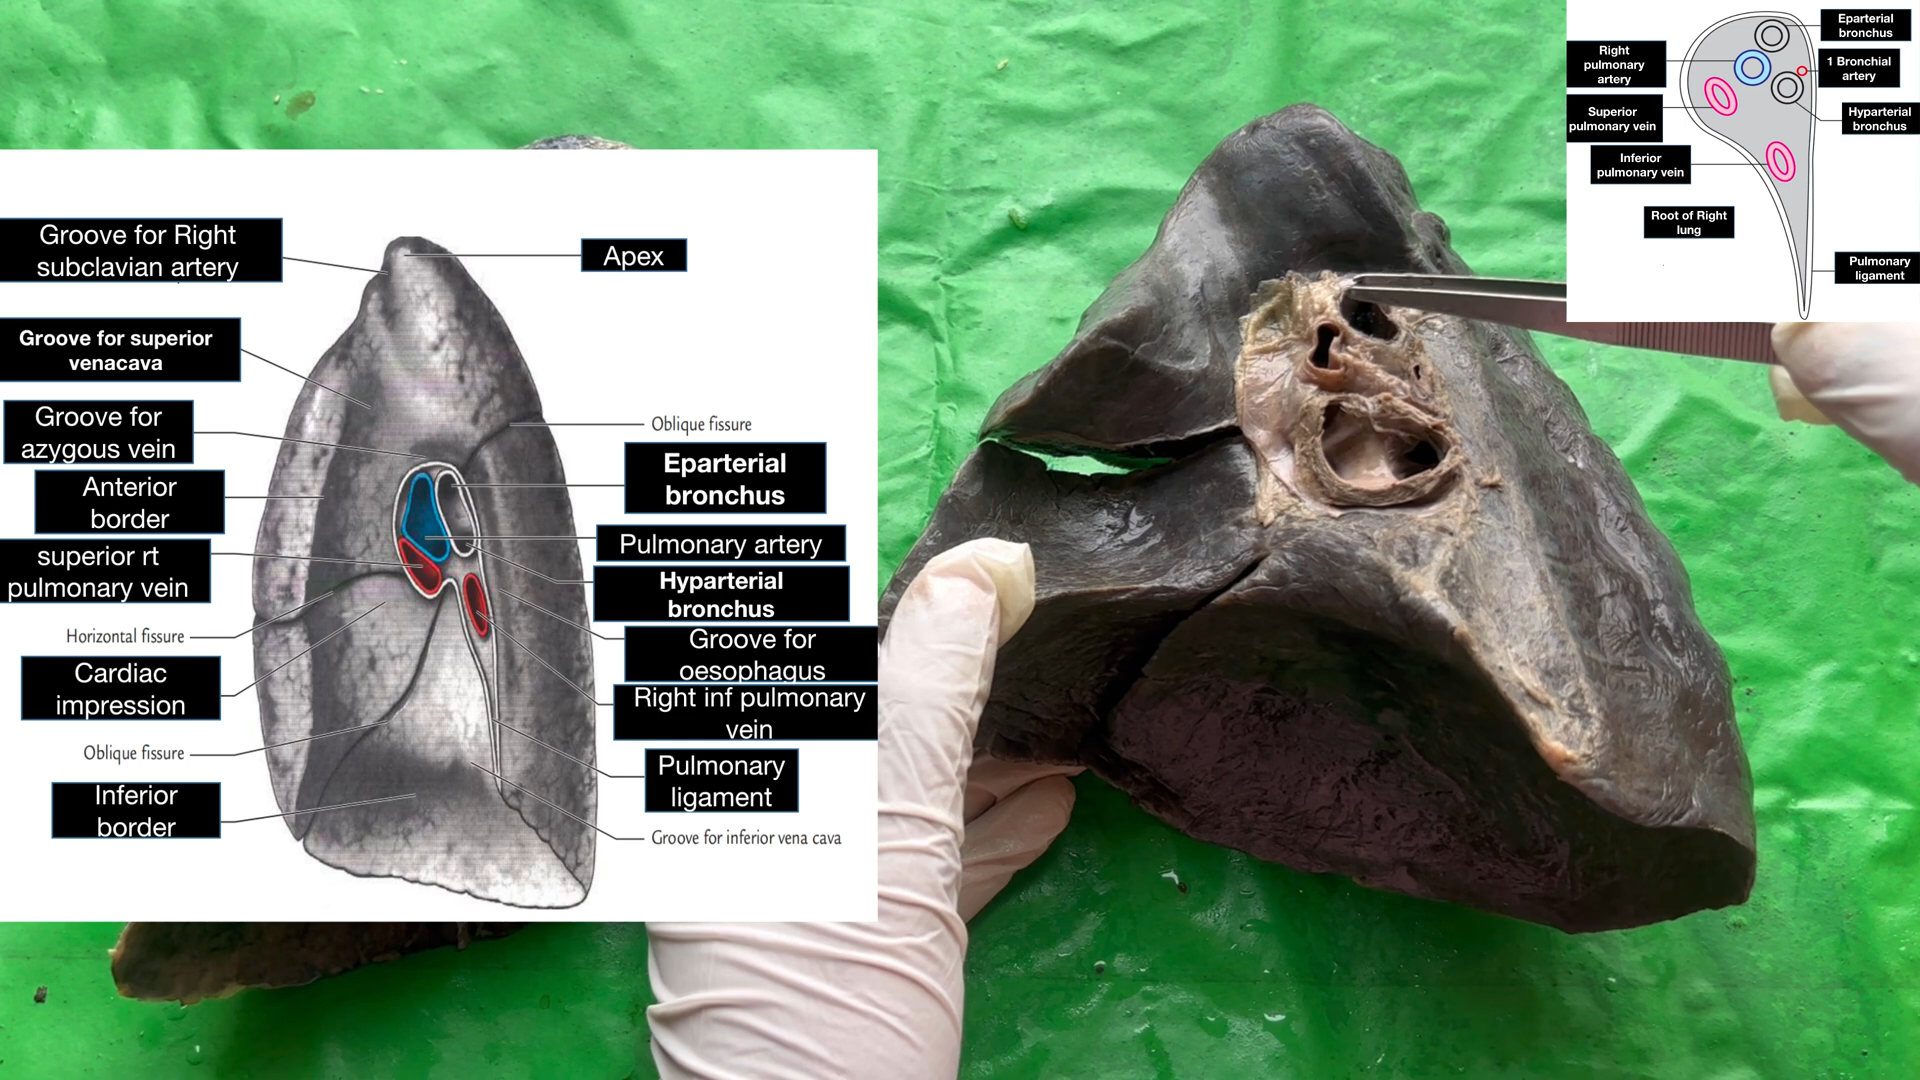 Groove for Right
subclavian artery
Apex
Groove for superior
venacava
Groove for
azygous vein
Oblique fissure
Anterior
border
Eparterial
bronchus
superior rt
pulmonary vein
Pulmonary artery
Hyparterial
bronchus
Horizontal fissure
Groove for
oesophagus
Cardiac
impression
Right inf pulmonary
vein
Oblique fissure
Pulmonary
ligament
Inferior
border
Groove for inferior vena cava
Eparterial
bronchus
Right
pulmonary
artery
1 Bronchial
artery
Superior
pulmonary vein
Hyparterial
bronchus
Inferior
pulmonary vein
Root of Right
lung
Pulmonary
ligament